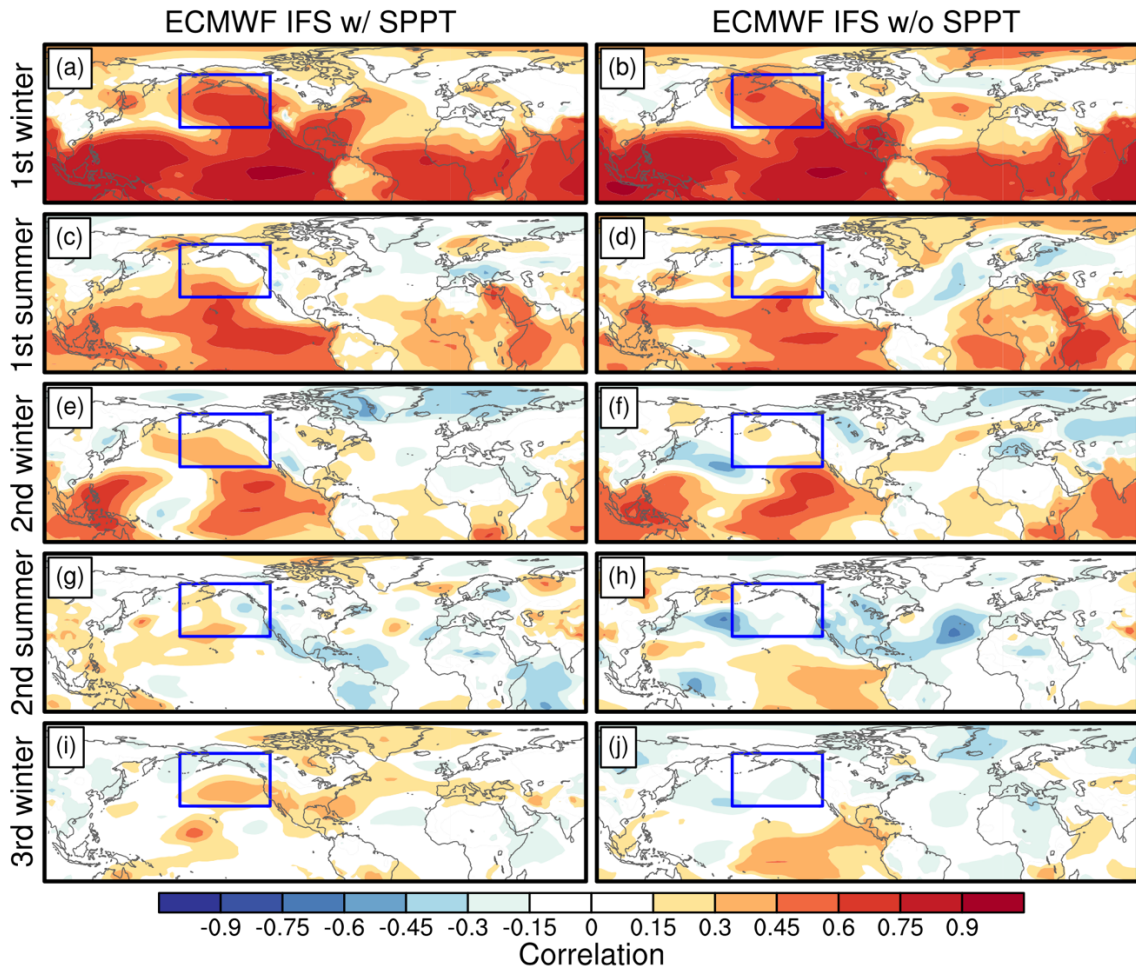 ECMWF IFS w/ SPPT
ECMWF IFS w/o SPPT
1st winter
(a)
(b)
1st summer
(c)
(d)
2nd winter
(e)
(f)
2nd summer
(g)
(h)
3rd winter
(i)
(j)
-0.9 -0.75 -0.6 -0.45 -0.3 -0.15 0 0.15 0.3 0.45 0.6 0.75 0.9
Correlation